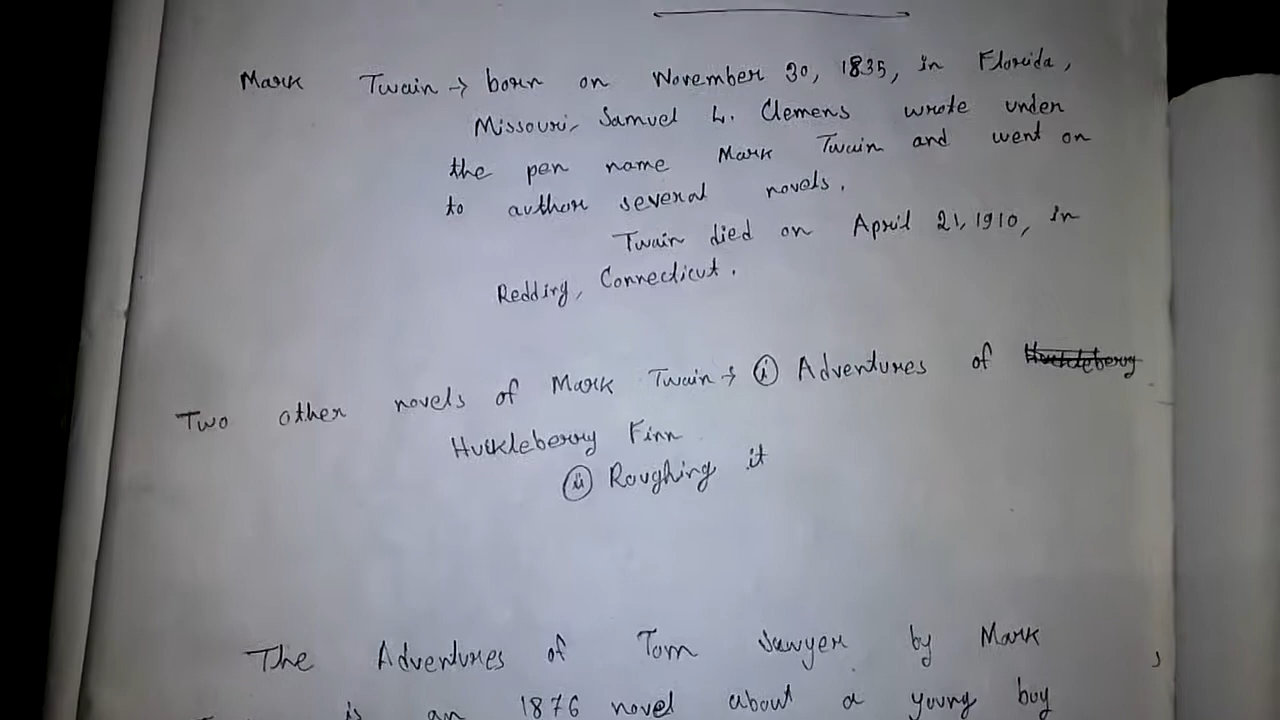 Mark Twain → born on November 30, 1835, in Florida,
Missouri, Samuel L. Clemens wrote under
the pen name Mark Twain and went on
to author several novels.
Twain died on April 21, 1910, in
Redding, Connecticut.
Two other novels of Mark Twain → (i) Adventures of
Huckleberry Finn
(ii) Roughing it
The Adventures of Tom Sawyer by Mark
is an 1876 novel about a young boy